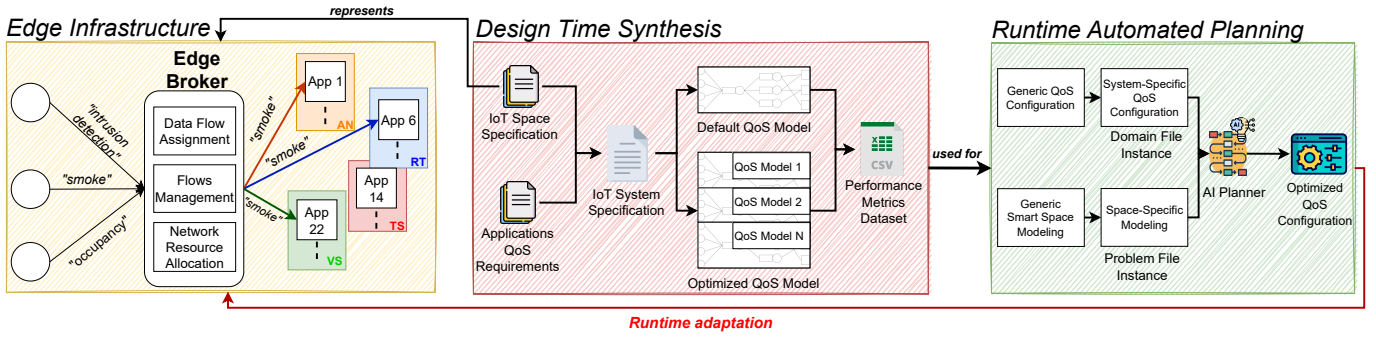 Edge Infrastructure
Edge
Broker
Data Flow
Assignment
Flows
Management
Network
Resource
Allocation
"intrusion
detection"
"smoke"
"occupancy"
"smoke"
"smoke"
"smoke"
App 1
AN
App 6
RT
App
14
TS
App
22
VS
represents
Design Time Synthesis
IoT Space
Specification
Applications
QoS
Requirements
IoT System
Specification
Default QoS Model
QoS Model 1
QoS Model 2
QoS Model N
Optimized QoS Model
CSV
Performance
Metrics
Dataset
used for
Runtime Automated Planning
Generic QoS
Configuration
System-Specific
QoS
Configuration
Domain File
Instance
Generic
Smart Space
Modeling
Space-Specific
Modeling
Problem File
Instance
AI
AI Planner
Optimized
QoS
Configuration
Runtime adaptation